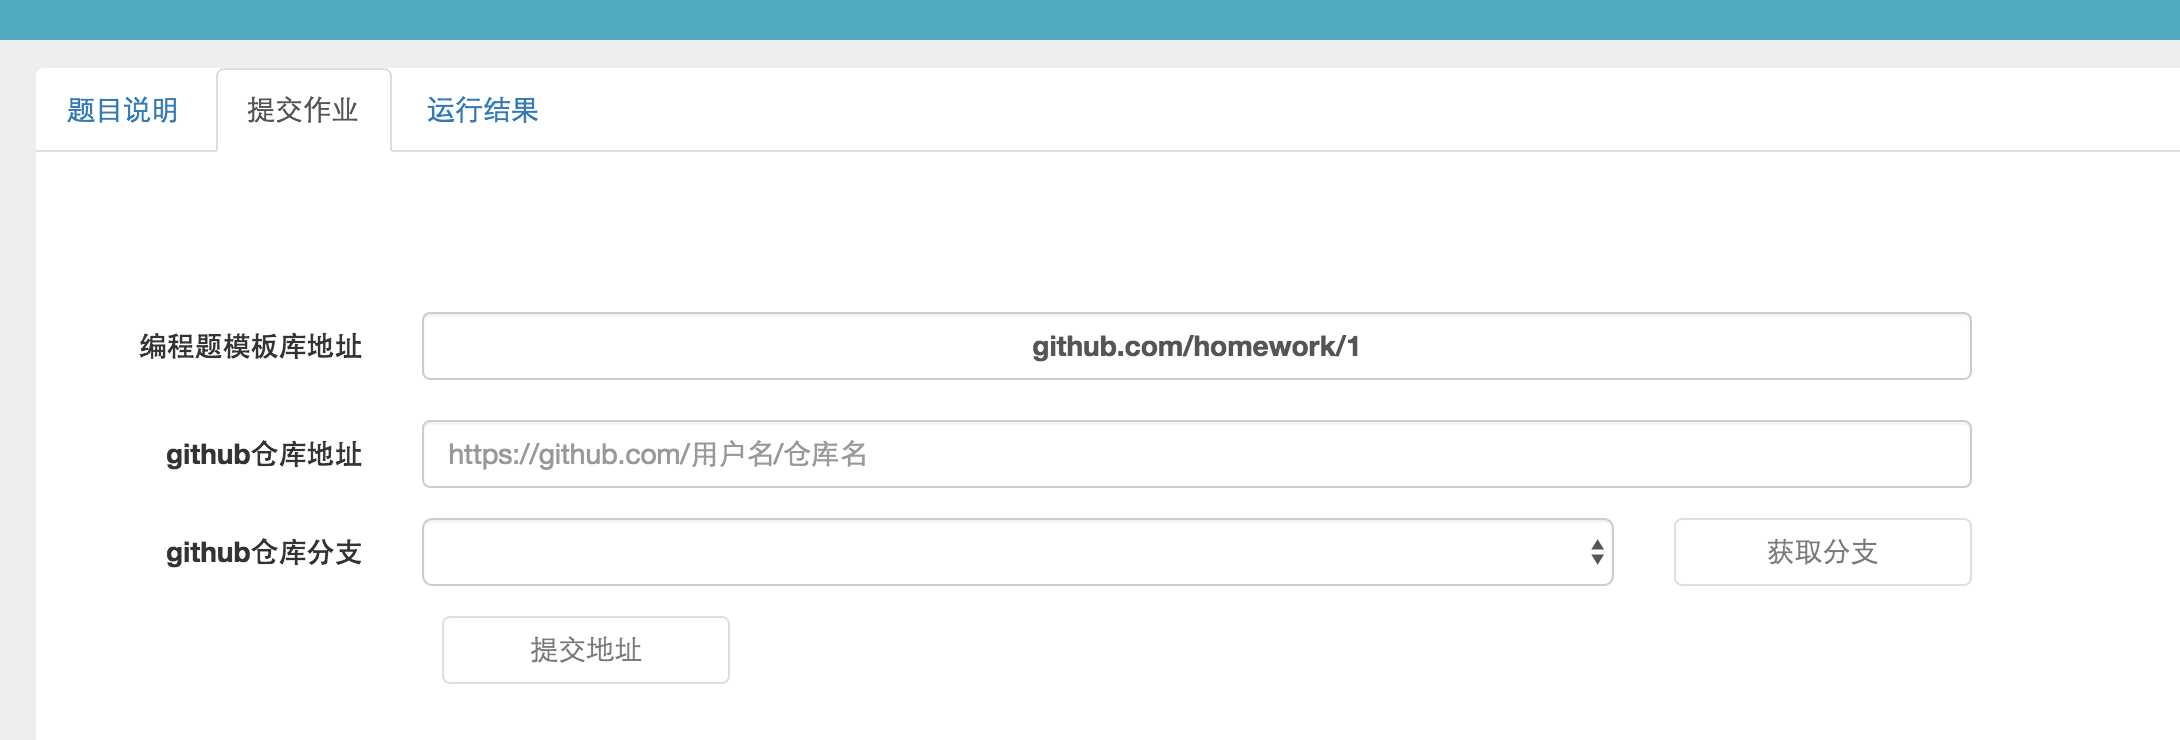 题目说明 提交作业 运行结果
编程题模板库地址 github.com/homework/1
github仓库地址 https://github.com/用户名/仓库名
github仓库分支 获取分支
提交地址